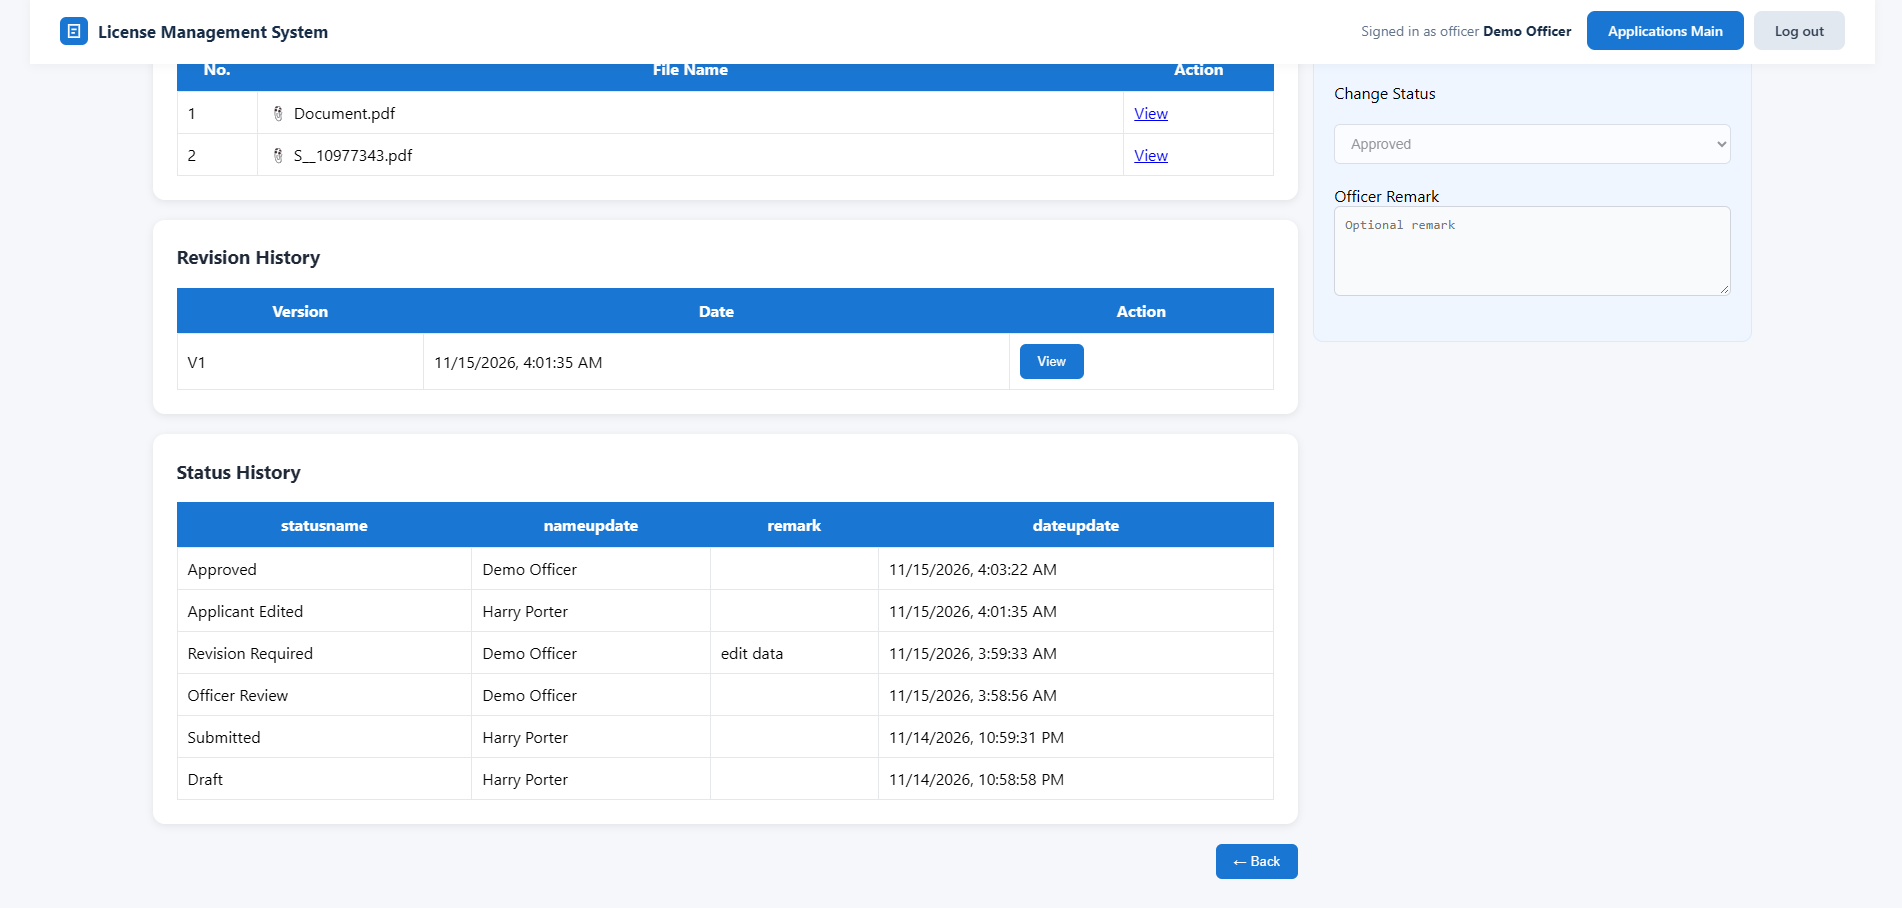 License Management System
Signed in as officer Demo Officer
Applications Main
Log out
No. File Name Action
1 Document.pdf View
2 S__10977343.pdf View
Change Status
Approved
Officer Remark
Optional remark
Revision History
Version Date Action
V1 11/15/2026, 4:01:35 AM View
Status History
statusname nameupdate remark dateupdate
Approved Demo Officer 11/15/2026, 4:03:22 AM
Applicant Edited Harry Porter 11/15/2026, 4:01:35 AM
Revision Required Demo Officer edit data 11/15/2026, 3:59:33 AM
Officer Review Demo Officer 11/15/2026, 3:58:56 AM
Submitted Harry Porter 11/14/2026, 10:59:31 PM
Draft Harry Porter 11/14/2026, 10:58:58 PM
← Back